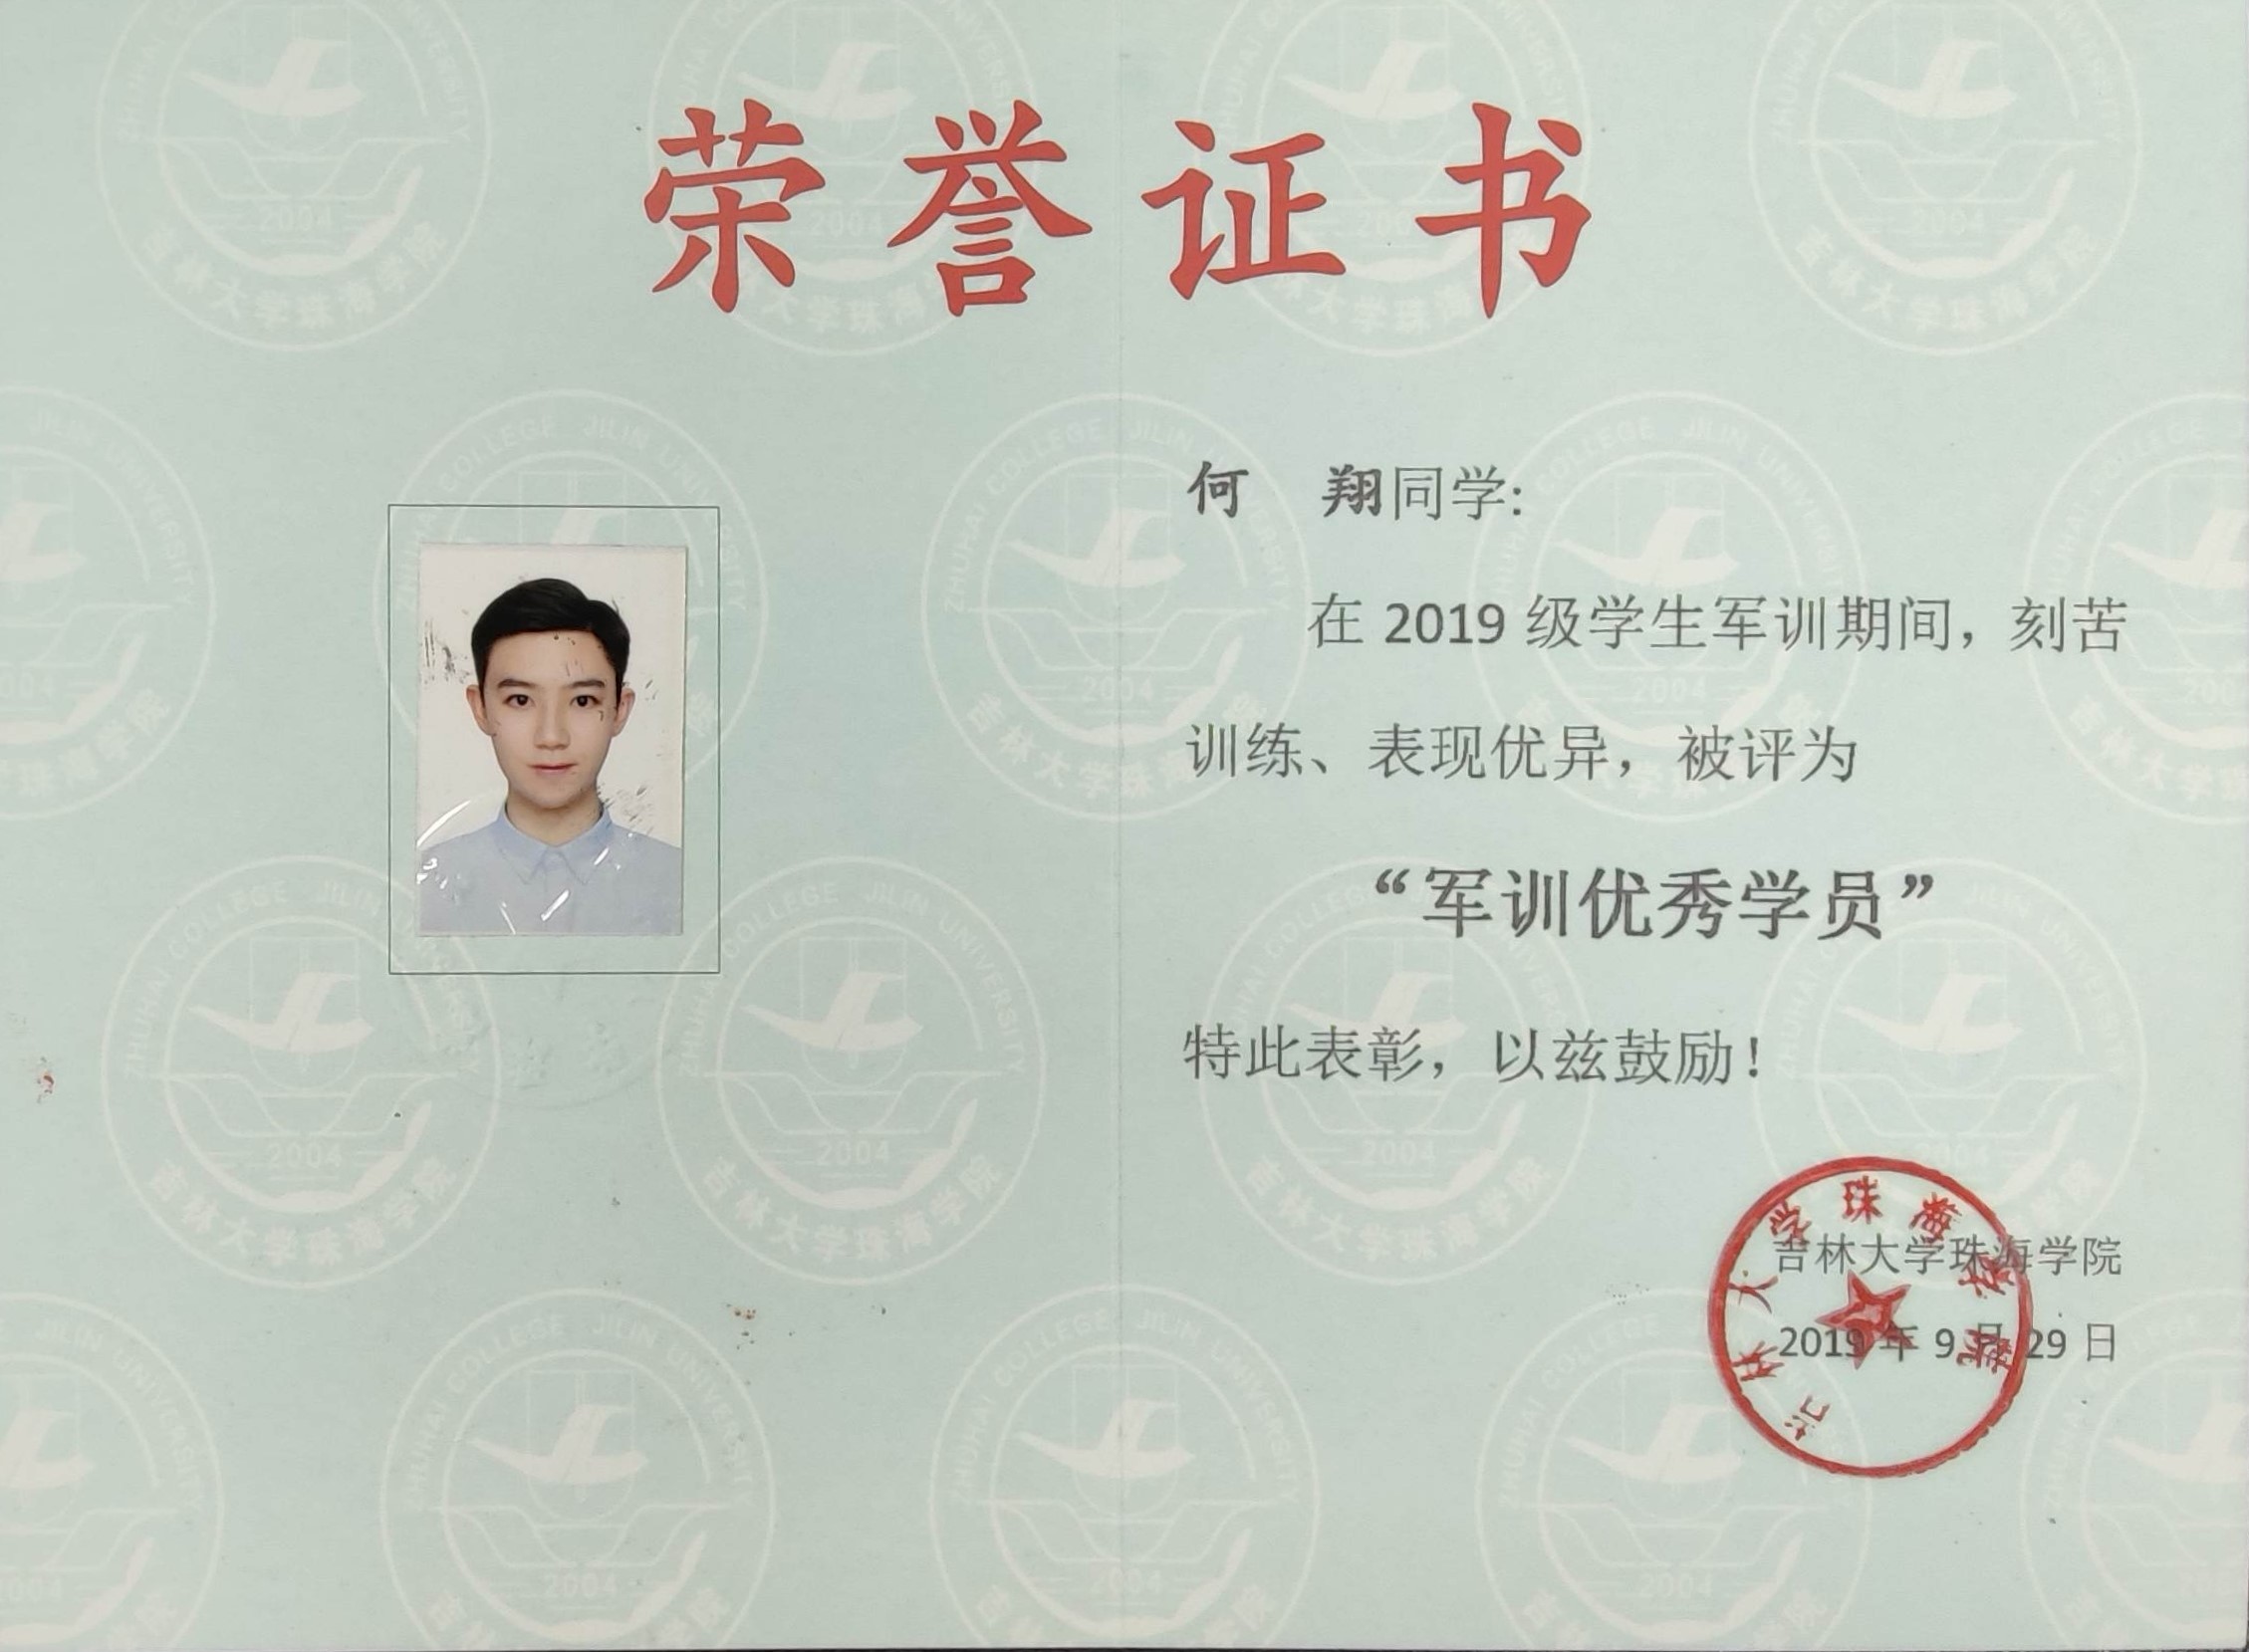 荣誉证书
何 翔同学:
在 2019 级学生军训期间，刻苦
训练、表现优异，被评为
“军训优秀学员”
特此表彰，以兹鼓励！
吉林大学珠海学院
2019 年 9 月 29 日
吉林大学珠海学院
ZHUHAI COLLEGE JILIN UNIVERSITY
2004
吉林大学珠海学院